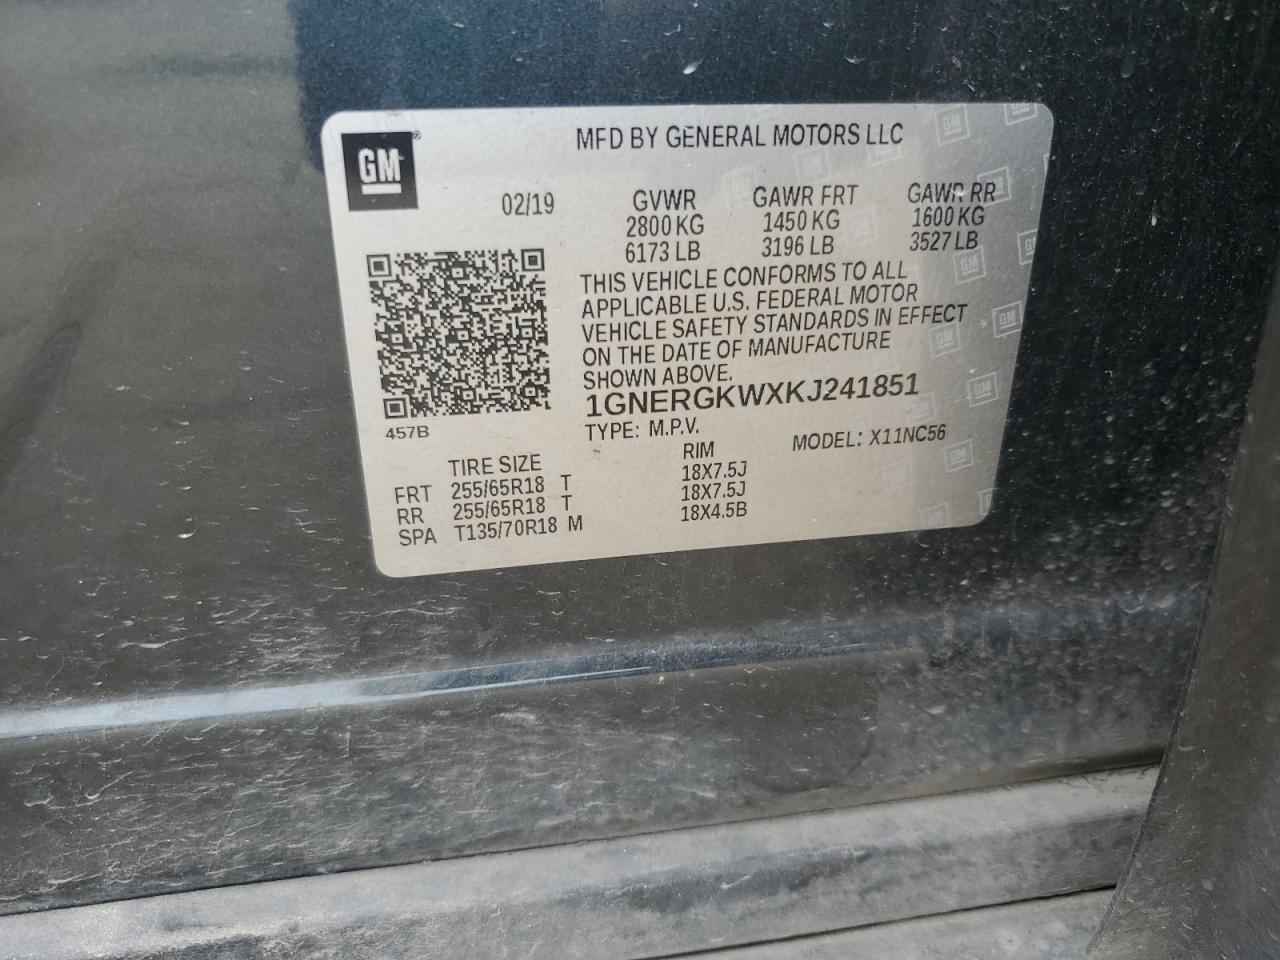 GM
MFD BY GENERAL MOTORS LLC
02/19
GVWR
2800 KG
6173 LB
GAWR FRT
1450 KG
3196 LB
GAWR RR
1600 KG
3527 LB
THIS VEHICLE CONFORMS TO ALL
APPLICABLE U.S. FEDERAL MOTOR
VEHICLE SAFETY STANDARDS IN EFFECT
ON THE DATE OF MANUFACTURE
SHOWN ABOVE.
1GNERGKWXKJ241851
457B
TYPE: M.P.V.
MODEL: X11NC56
TIRE SIZE RIM
FRT 255/65R18 T 18X7.5J
RR 255/65R18 T 18X7.5J
SPA T135/70R18 M 18X4.5B